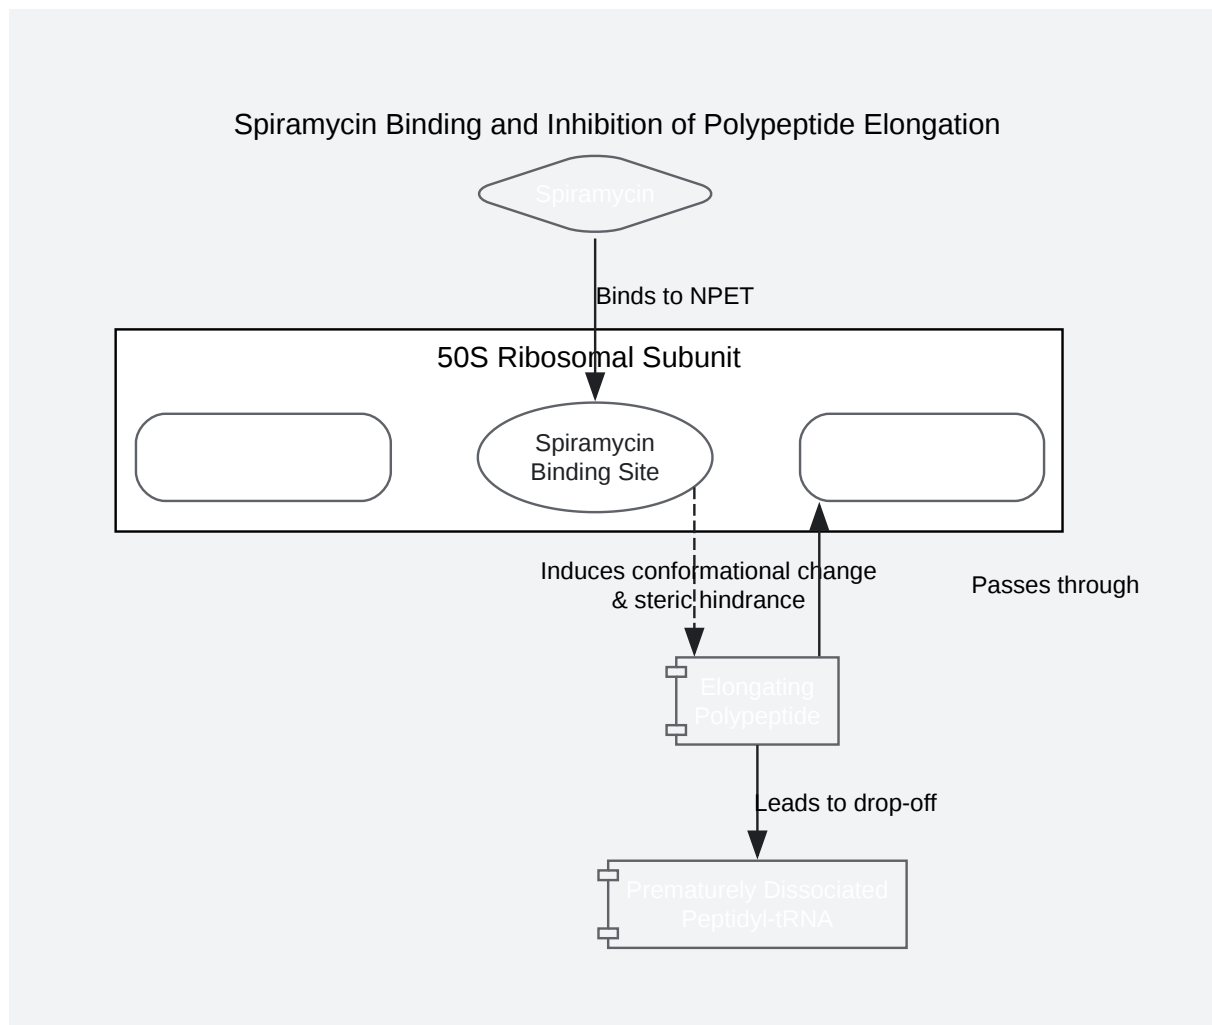 Spiramycin Binding and Inhibition of Polypeptide Elongation
Spiramycin
Binds to NPET
50S Ribosomal Subunit
Spiramycin
Binding Site
Induces conformational change
& steric hindrance
Passes through
Elongating
Polypeptide
Leads to drop-off
Prematurely Dissociated
Peptidyl-tRNA